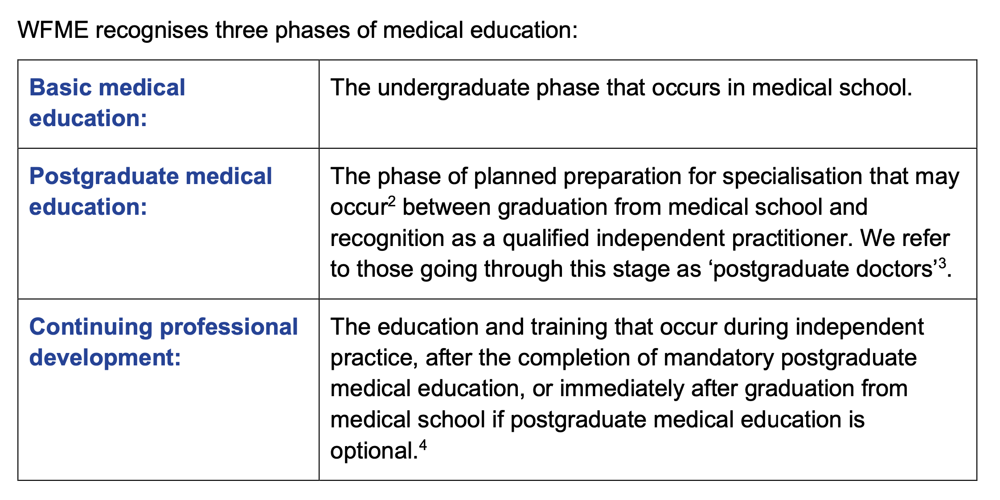 WFME recognises three phases of medical education:
Basic medical
education:
The undergraduate phase that occurs in medical school.
Postgraduate medical
education:
The phase of planned preparation for specialisation that may
occur² between graduation from medical school and
recognition as a qualified independent practitioner. We refer
to those going through this stage as ‘postgraduate doctors’³.
Continuing professional
development:
The education and training that occur during independent
practice, after the completion of mandatory postgraduate
medical education, or immediately after graduation from
medical school if postgraduate medical education is
optional.⁴